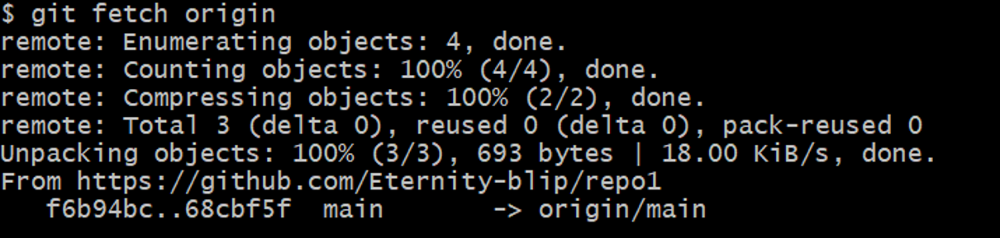 $ git fetch origin
remote: Enumerating objects: 4, done.
remote: Counting objects: 100% (4/4), done.
remote: Compressing objects: 100% (2/2), done.
remote: Total 3 (delta 0), reused 0 (delta 0), pack-reused 0
Unpacking objects: 100% (3/3), 693 bytes | 18.00 KiB/s, done.
From https://github.com/Eternity-blip/repo1
   f6b94bc..68cbf5f  main       -> origin/main